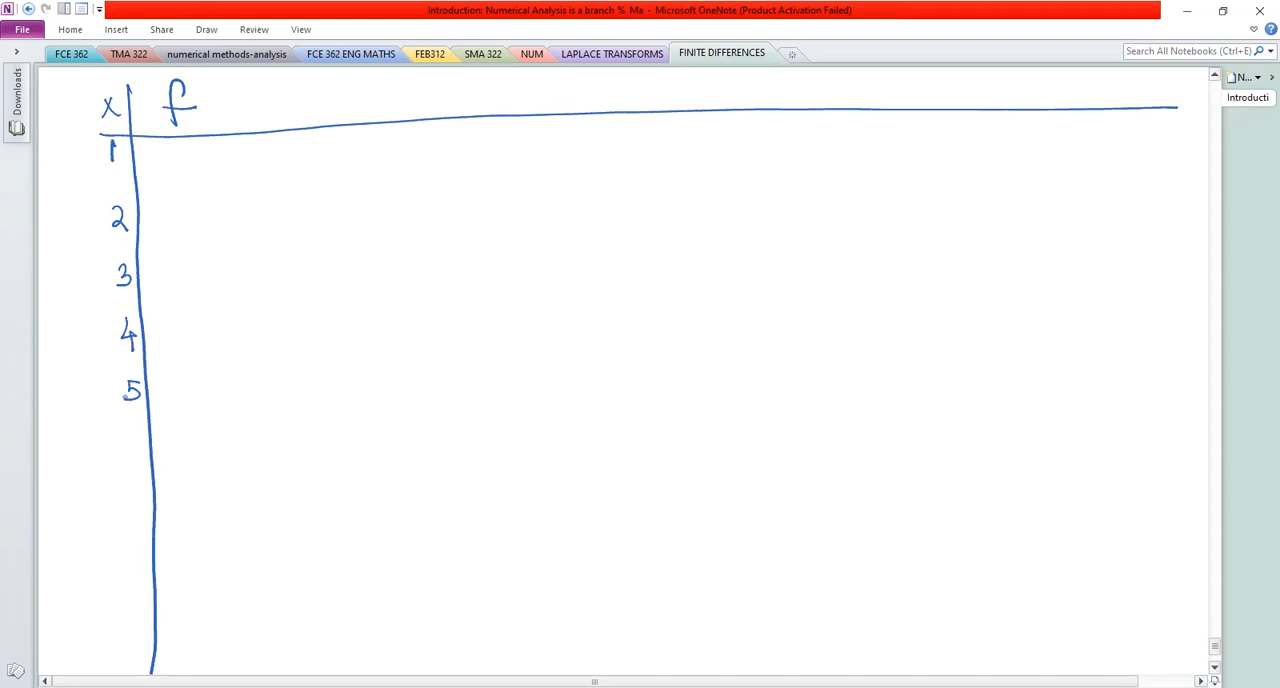 Introduction: Numerical Analysis is a branch %. Ma - Microsoft OneNote (Product Activation Failed)
File Home Insert Share Draw Review View
FCE 362 TMA 322 numerical methods-analysis FCE 362 ENG MATHS FEB312 SMA 322 NUM LAPLACE TRANSFORMS FINITE DIFFERENCES Search All Notebooks (Ctrl+E) N...
Downloads
Introducti
x f
1
2
3
4
5